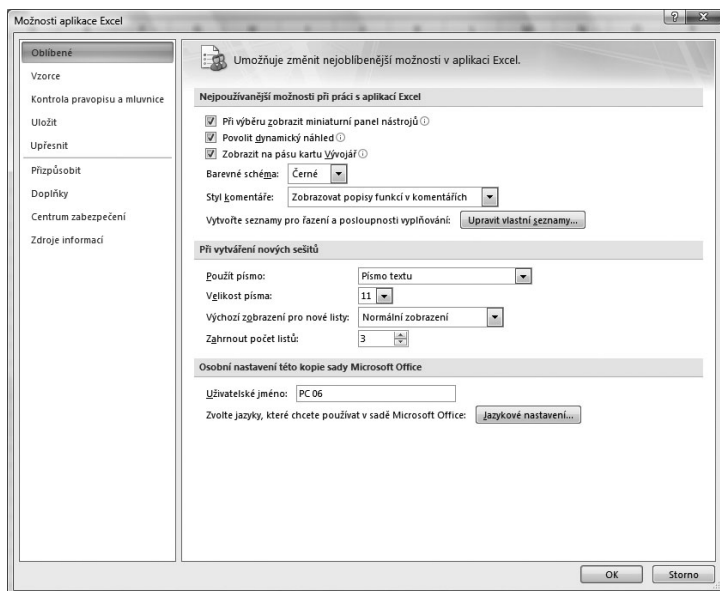 Možnosti aplikace Excel
Oblíbené
Vzorce
Kontrola pravopisu a mluvnice
Uložit
Upřesnit
Přizpůsobit
Doplňky
Centrum zabezpečení
Zdroje informací
Umožňuje změnit nejoblíbenější možnosti v aplikaci Excel.
Nejpoužívanější možnosti při práci s aplikací Excel
Při výběru zobrazit miniaturní panel nástrojů
Povolit dynamický náhled
Zobrazit na pásu kartu Vývojář
Barevné schéma: Černé
Styl komentáře: Zobrazovat popisy funkcí v komentářích
Vytvořte seznamy pro řazení a posloupnosti vyplňování: Upravit vlastní seznamy...
Při vytváření nových sešitů
Použít písmo: Písmo textu
Velikost písma: 11
Výchozí zobrazení pro nové listy: Normální zobrazení
Zahrnout počet listů: 3
Osobní nastavení této kopie sady Microsoft Office
Uživatelské jméno: PC 06
Zvolte jazyky, které chcete používat v sadě Microsoft Office: Jazykové nastavení...
OK Storno